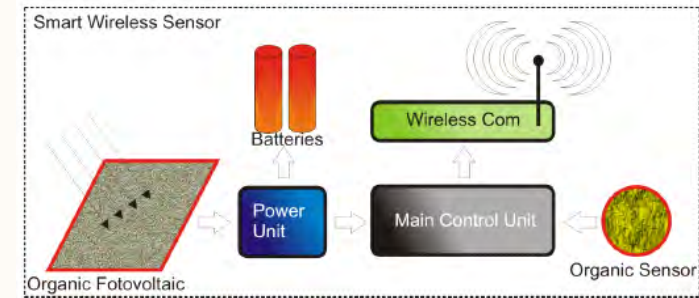 Smart Wireless Sensor
Wireless Com
Batteries
Power
Unit
Main Control Unit
Organic Fotovoltaic
Organic Sensor